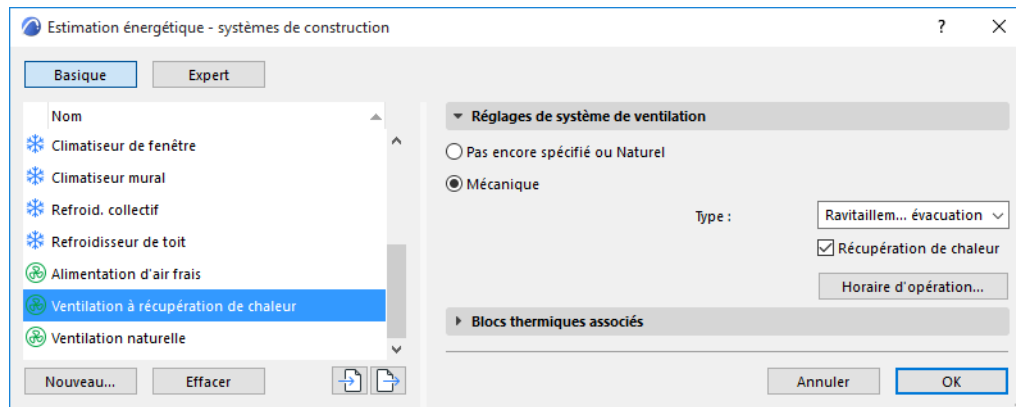 Estimation énergétique - systèmes de construction
?
Basique
Expert
Nom
Climatiseur de fenêtre
Climatiseur mural
Refroid. collectif
Refroidisseur de toit
Alimentation d'air frais
Ventilation à récupération de chaleur
Ventilation naturelle
Nouveau...
Effacer
Réglages de système de ventilation
Pas encore spécifié ou Naturel
Mécanique
Type :
Ravitaillem... évacuation
Récupération de chaleur
Horaire d'opération...
Blocs thermiques associés
Annuler
OK